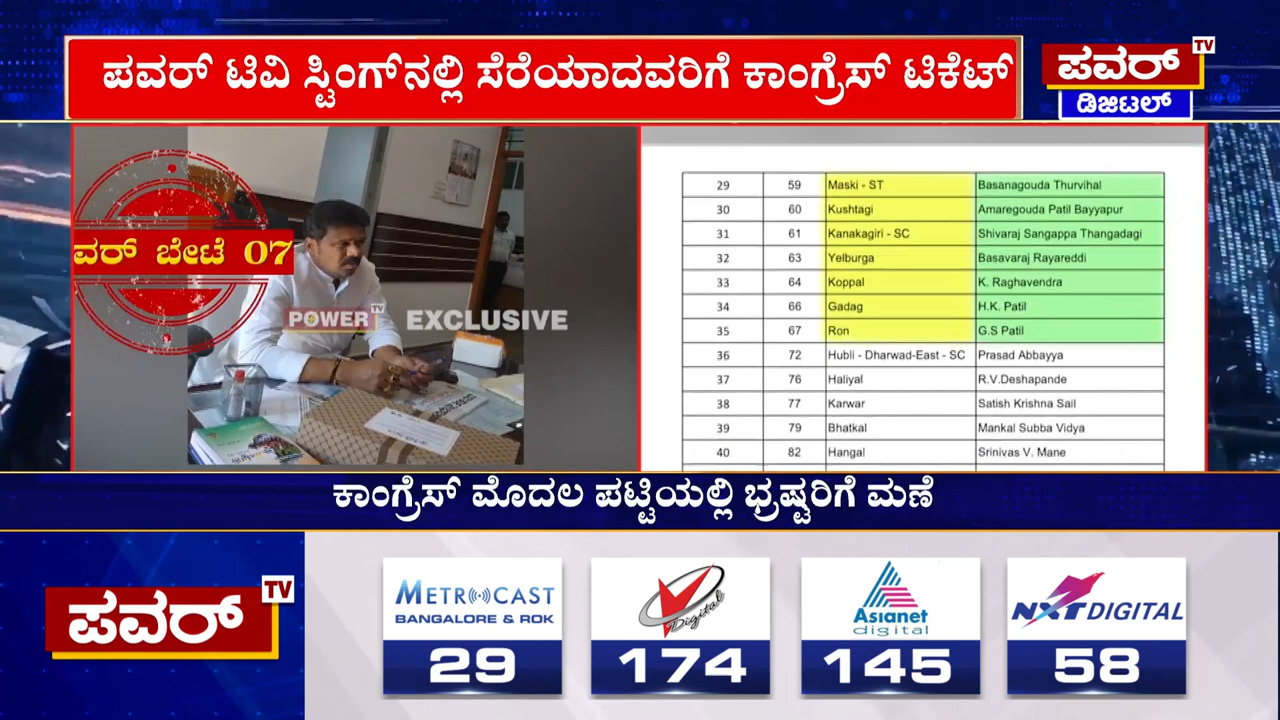 ಪವರ್ ಟಿವಿ ಸ್ಟಿಂಗ್‌ನಲ್ಲಿ ಸೆರೆಯಾದವರಿಗೆ ಕಾಂಗ್ರೆಸ್ ಟಿಕೆಟ್
ಪವರ್ TV
ಡಿಜಿಟಲ್
ವರ್ ಬೇಟೆ 07
POWER TV EXCLUSIVE
29 59 Maski - ST Basanagouda Thurvihal
30 60 Kushtagi Amaregouda Patil Bayyapur
31 61 Kanakagiri - SC Shivaraj Sangappa Thangadagi
32 63 Yelburga Basavaraj Rayareddi
33 64 Koppal K. Raghavendra
34 66 Gadag H.K. Patil
35 67 Ron G.S Patil
36 72 Hubli - Dharwad-East - SC Prasad Abbayya
37 76 Haliyal R.V.Deshapande
38 77 Karwar Satish Krishna Sail
39 79 Bhatkal Mankal Subba Vidya
40 82 Hangal Srinivas V. Mane
ಕಾಂಗ್ರೆಸ್ ಮೊದಲ ಪಟ್ಟಿಯಲ್ಲಿ ಭ್ರಷ್ಟರಿಗೆ ಮಣೆ
ಪವರ್ TV
METROCAST
BANGALORE & ROK
29
Digital
174
Asianet
digital
145
NXTDIGITAL
58